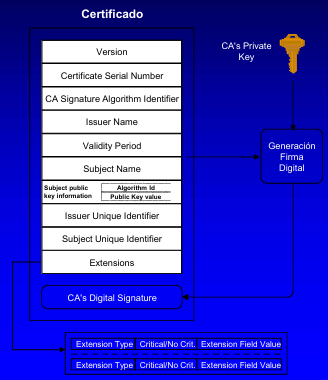 Certificado
Version
Certificate Serial Number
CA Signature Algorithm Identifier
Issuer Name
Validity Period
Subject Name
Subject public
key information
Algorithm Id
Public Key value
Issuer Unique Identifier
Subject Unique Identifier
Extensions
CA's Digital Signature
CA's Private
Key
Generación
Firma
Digital
Extension Type Critical/No Crit. Extension Field Value
Extension Type Critical/No Crit. Extension Field Value